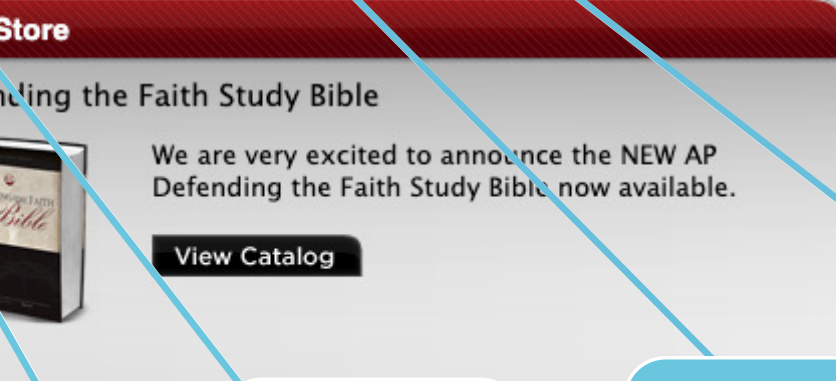 Store
nding the Faith Study Bible
We are very excited to announce the NEW AP
Defending the Faith Study Bible now available.
Bible
View Catalog